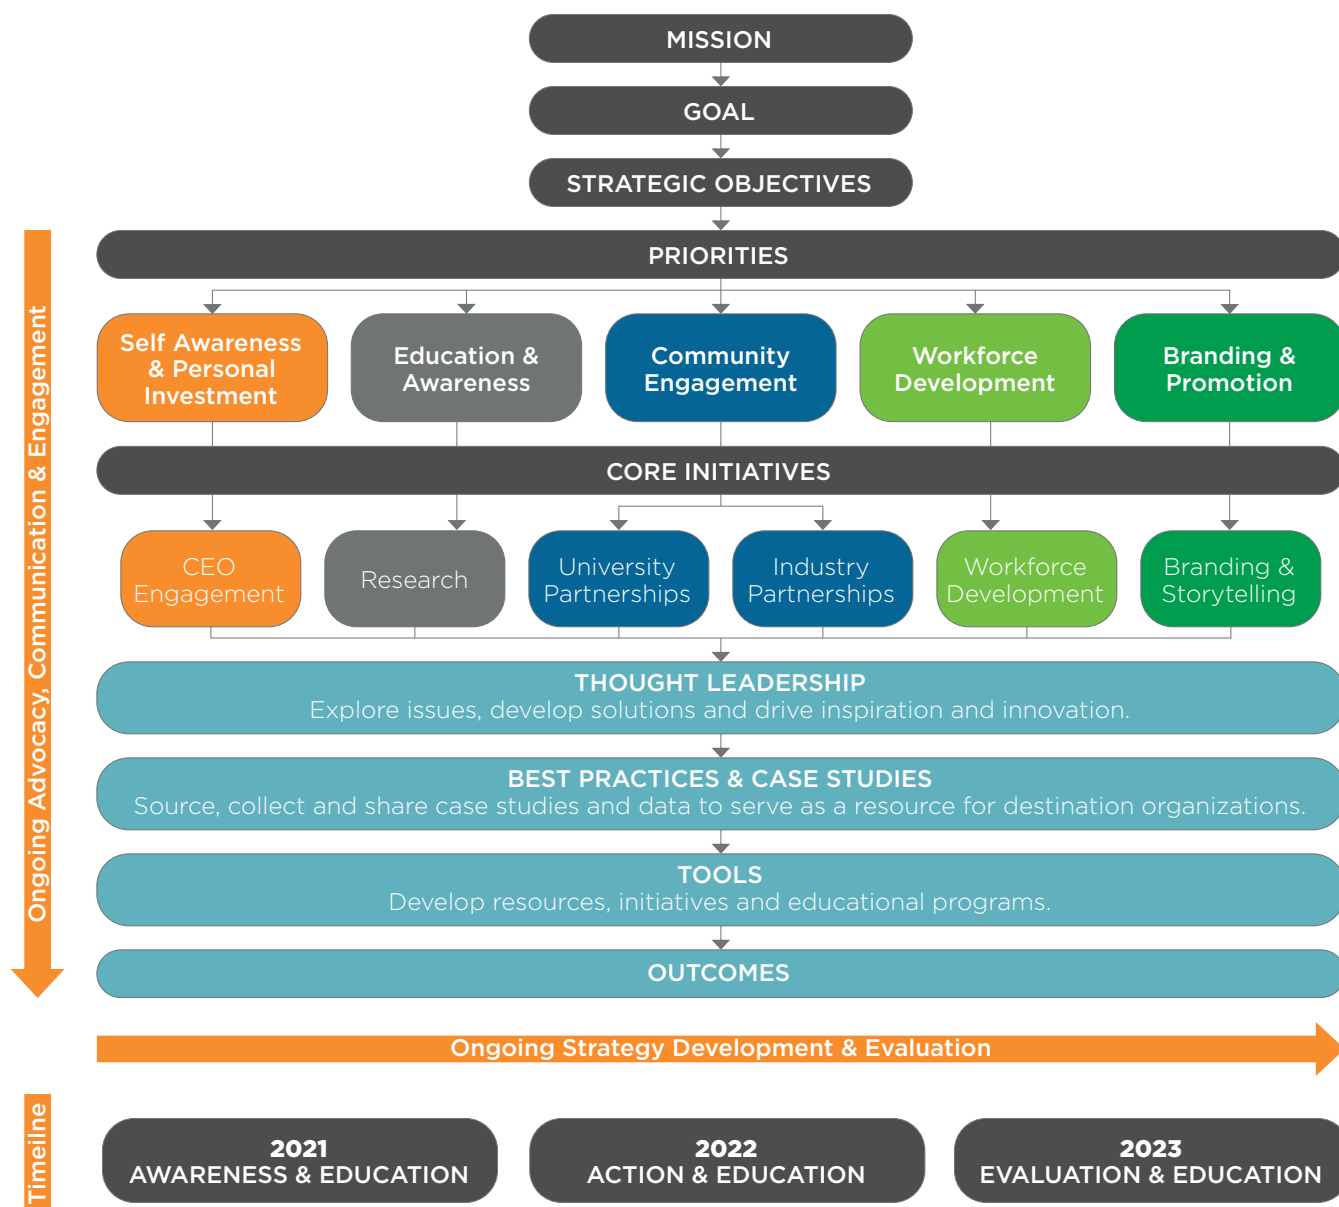 MISSION
GOAL
STRATEGIC OBJECTIVES
PRIORITIES
Self Awareness
& Personal
Investment
Education &
Awareness
Community
Engagement
Workforce
Development
Branding &
Promotion
CORE INITIATIVES
CEO
Engagement
Research
University
Partnerships
Industry
Partnerships
Workforce
Development
Branding &
Storytelling
THOUGHT LEADERSHIP
Explore issues, develop solutions and drive inspiration and innovation.
BEST PRACTICES & CASE STUDIES
Source, collect and share case studies and data to serve as a resource for destination organizations.
TOOLS
Develop resources, initiatives and educational programs.
OUTCOMES
Ongoing Advocacy, Communication & Engagement
Ongoing Strategy Development & Evaluation
Timeilne
2021
AWARENESS & EDUCATION
2022
ACTION & EDUCATION
2023
EVALUATION & EDUCATION